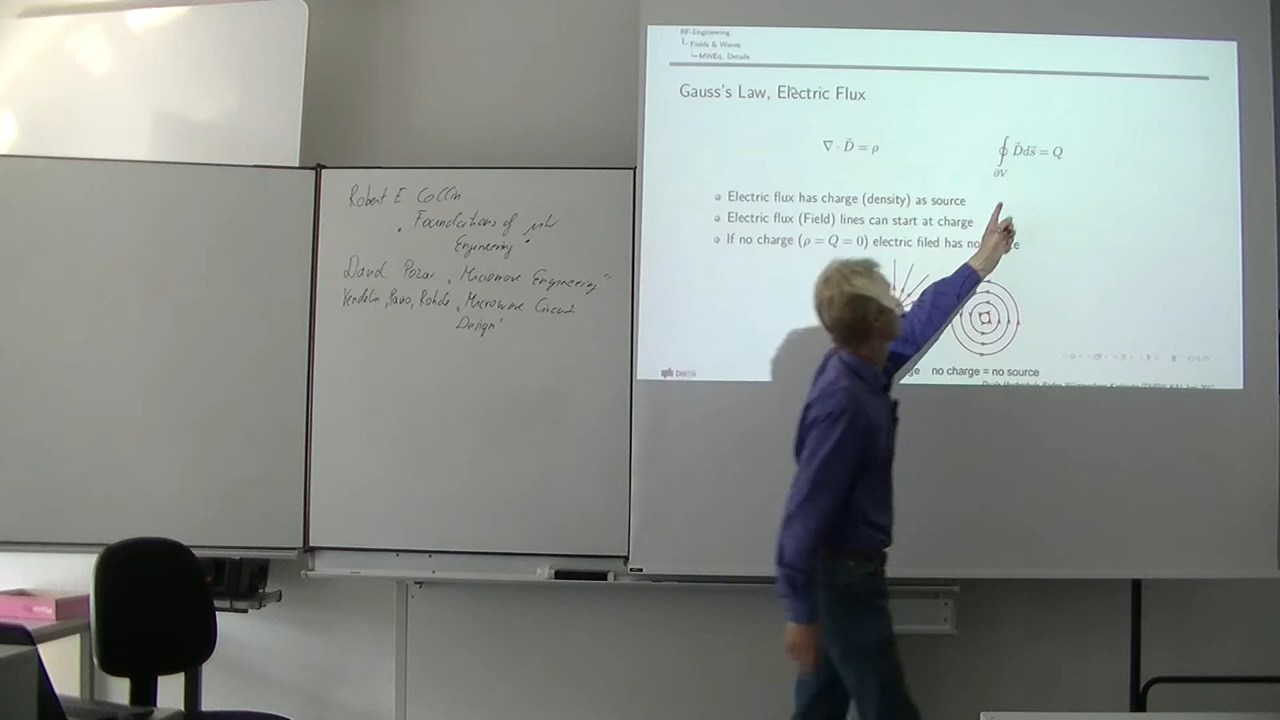 Robert E Collin
„Foundations of μW
Engineering"
David Pozar „Microwave Engineering"
Vendelin, Pavio, Rohde „Microwave Circuit
Design"
RF-Engineering
Fields & Waves
MWEq. Details
Gauss's Law, Electric Flux
∇ · D⃗ = ρ
∮∂V D⃗ds⃗ = Q
Electric flux has charge (density) as source
Electric flux (Field) lines can start at charge
If no charge (ρ = Q = 0) electric filed has no
no charge = no source